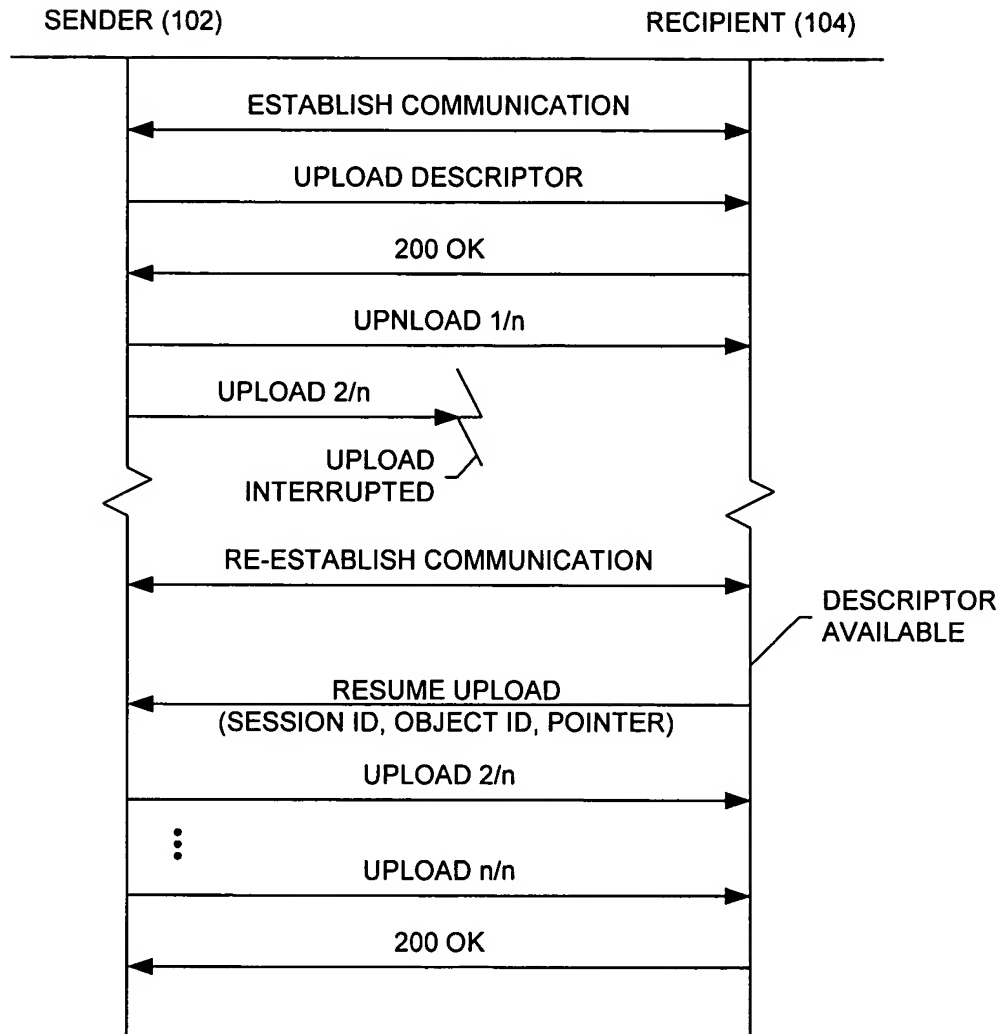 SENDER (102)
RECIPIENT (104)
ESTABLISH COMMUNICATION
UPLOAD DESCRIPTOR
200 OK
UPNLOAD 1/n
UPLOAD 2/n
UPLOAD
INTERRUPTED
RE-ESTABLISH COMMUNICATION
DESCRIPTOR
AVAILABLE
RESUME UPLOAD
(SESSION ID, OBJECT ID, POINTER)
UPLOAD 2/n
UPLOAD n/n
200 OK